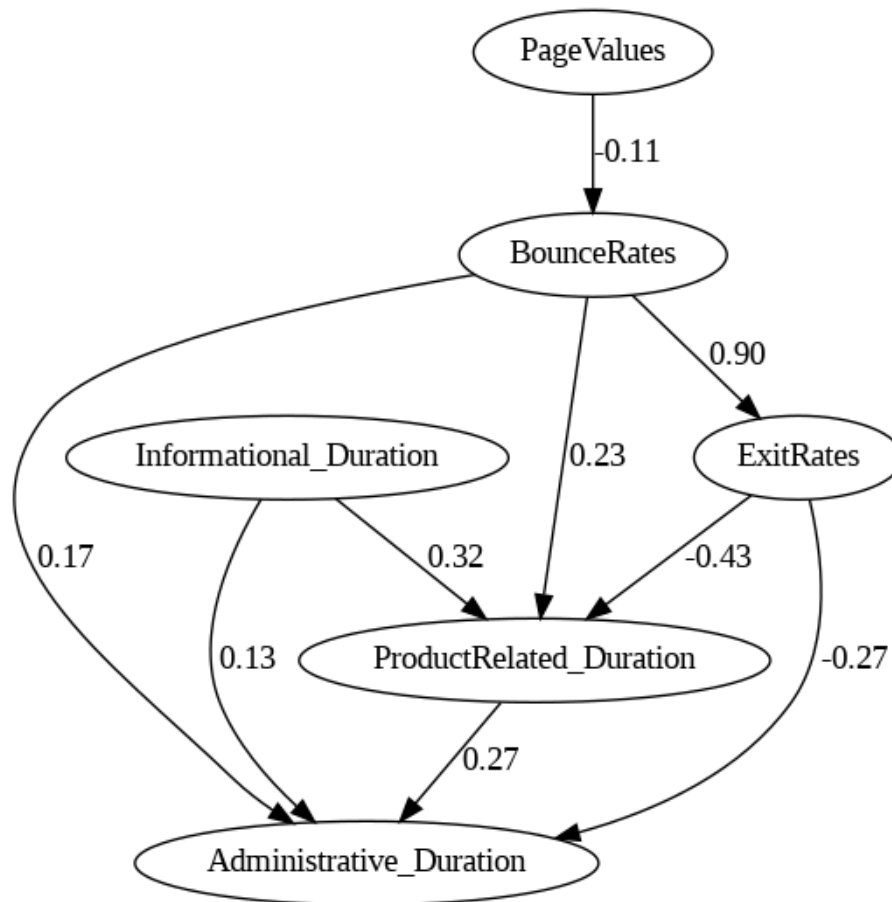 PageValues
-0.11
BounceRates
0.90
Informational_Duration
0.23
ExitRates
0.17
0.32
-0.43
0.13
ProductRelated_Duration
-0.27
0.27
Administrative_Duration